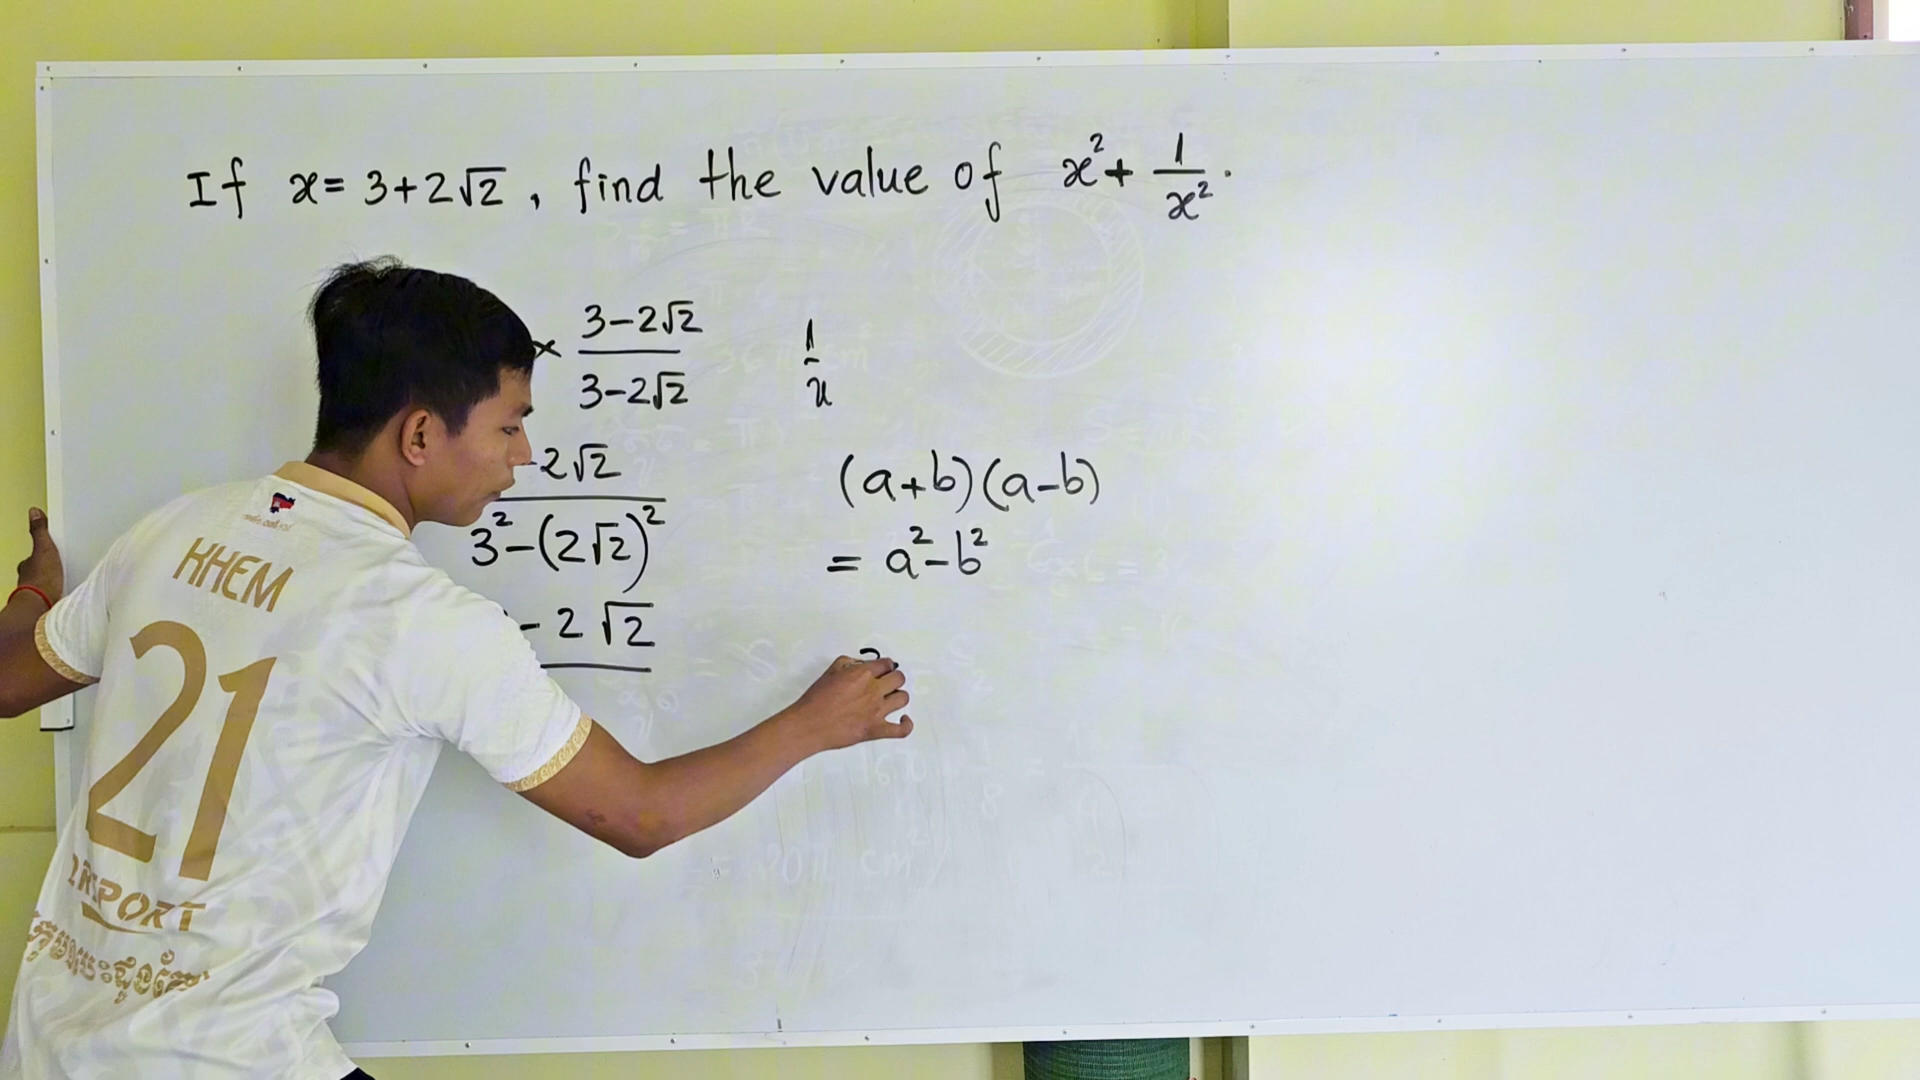 If x = 3+2√2 , find the value of x² + 1/x² .
× (3-2√2)/(3-2√2)
1/x
-2√2
3² - (2√2)²
- 2√2
(a+b)(a-b)
= a² - b²
KHEM
21